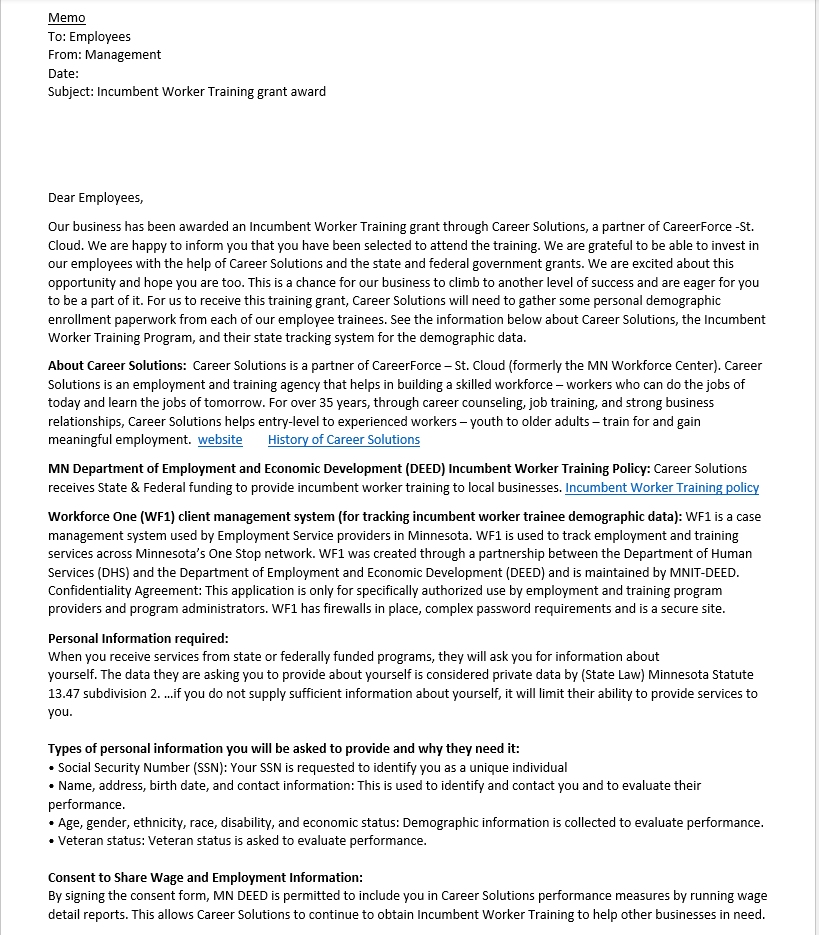 Memo
To: Employees
From: Management
Date:
Subject: Incumbent Worker Training grant award
Dear Employees,
Our business has been awarded an Incumbent Worker Training grant through Career Solutions, a partner of CareerForce -St.
Cloud. We are happy to inform you that you have been selected to attend the training. We are grateful to be able to invest in
our employees with the help of Career Solutions and the state and federal government grants. We are excited about this
opportunity and hope you are too. This is a chance for our business to climb to another level of success and are eager for you
to be a part of it. For us to receive this training grant, Career Solutions will need to gather some personal demographic
enrollment paperwork from each of our employee trainees. See the information below about Career Solutions, the Incumbent
Worker Training Program, and their state tracking system for the demographic data.
About Career Solutions:  Career Solutions is a partner of CareerForce – St. Cloud (formerly the MN Workforce Center). Career
Solutions is an employment and training agency that helps in building a skilled workforce – workers who can do the jobs of
today and learn the jobs of tomorrow. For over 35 years, through career counseling, job training, and strong business
relationships, Career Solutions helps entry-level to experienced workers – youth to older adults – train for and gain
meaningful employment.  website     History of Career Solutions
MN Department of Employment and Economic Development (DEED) Incumbent Worker Training Policy: Career Solutions
receives State & Federal funding to provide incumbent worker training to local businesses. Incumbent Worker Training policy
Workforce One (WF1) client management system (for tracking incumbent worker trainee demographic data): WF1 is a case
management system used by Employment Service providers in Minnesota. WF1 is used to track employment and training
services across Minnesota's One Stop network. WF1 was created through a partnership between the Department of Human
Services (DHS) and the Department of Employment and Economic Development (DEED) and is maintained by MNIT-DEED.
Confidentiality Agreement: This application is only for specifically authorized use by employment and training program
providers and program administrators. WF1 has firewalls in place, complex password requirements and is a secure site.
Personal Information required:
When you receive services from state or federally funded programs, they will ask you for information about
yourself. The data they are asking you to provide about yourself is considered private data by (State Law) Minnesota Statute
13.47 subdivision 2. …if you do not supply sufficient information about yourself, it will limit their ability to provide services to
you.
Types of personal information you will be asked to provide and why they need it:
• Social Security Number (SSN): Your SSN is requested to identify you as a unique individual
• Name, address, birth date, and contact information: This is used to identify and contact you and to evaluate their
performance.
• Age, gender, ethnicity, race, disability, and economic status: Demographic information is collected to evaluate performance.
• Veteran status: Veteran status is asked to evaluate performance.
Consent to Share Wage and Employment Information:
By signing the consent form, MN DEED is permitted to include you in Career Solutions performance measures by running wage
detail reports. This allows Career Solutions to continue to obtain Incumbent Worker Training to help other businesses in need.